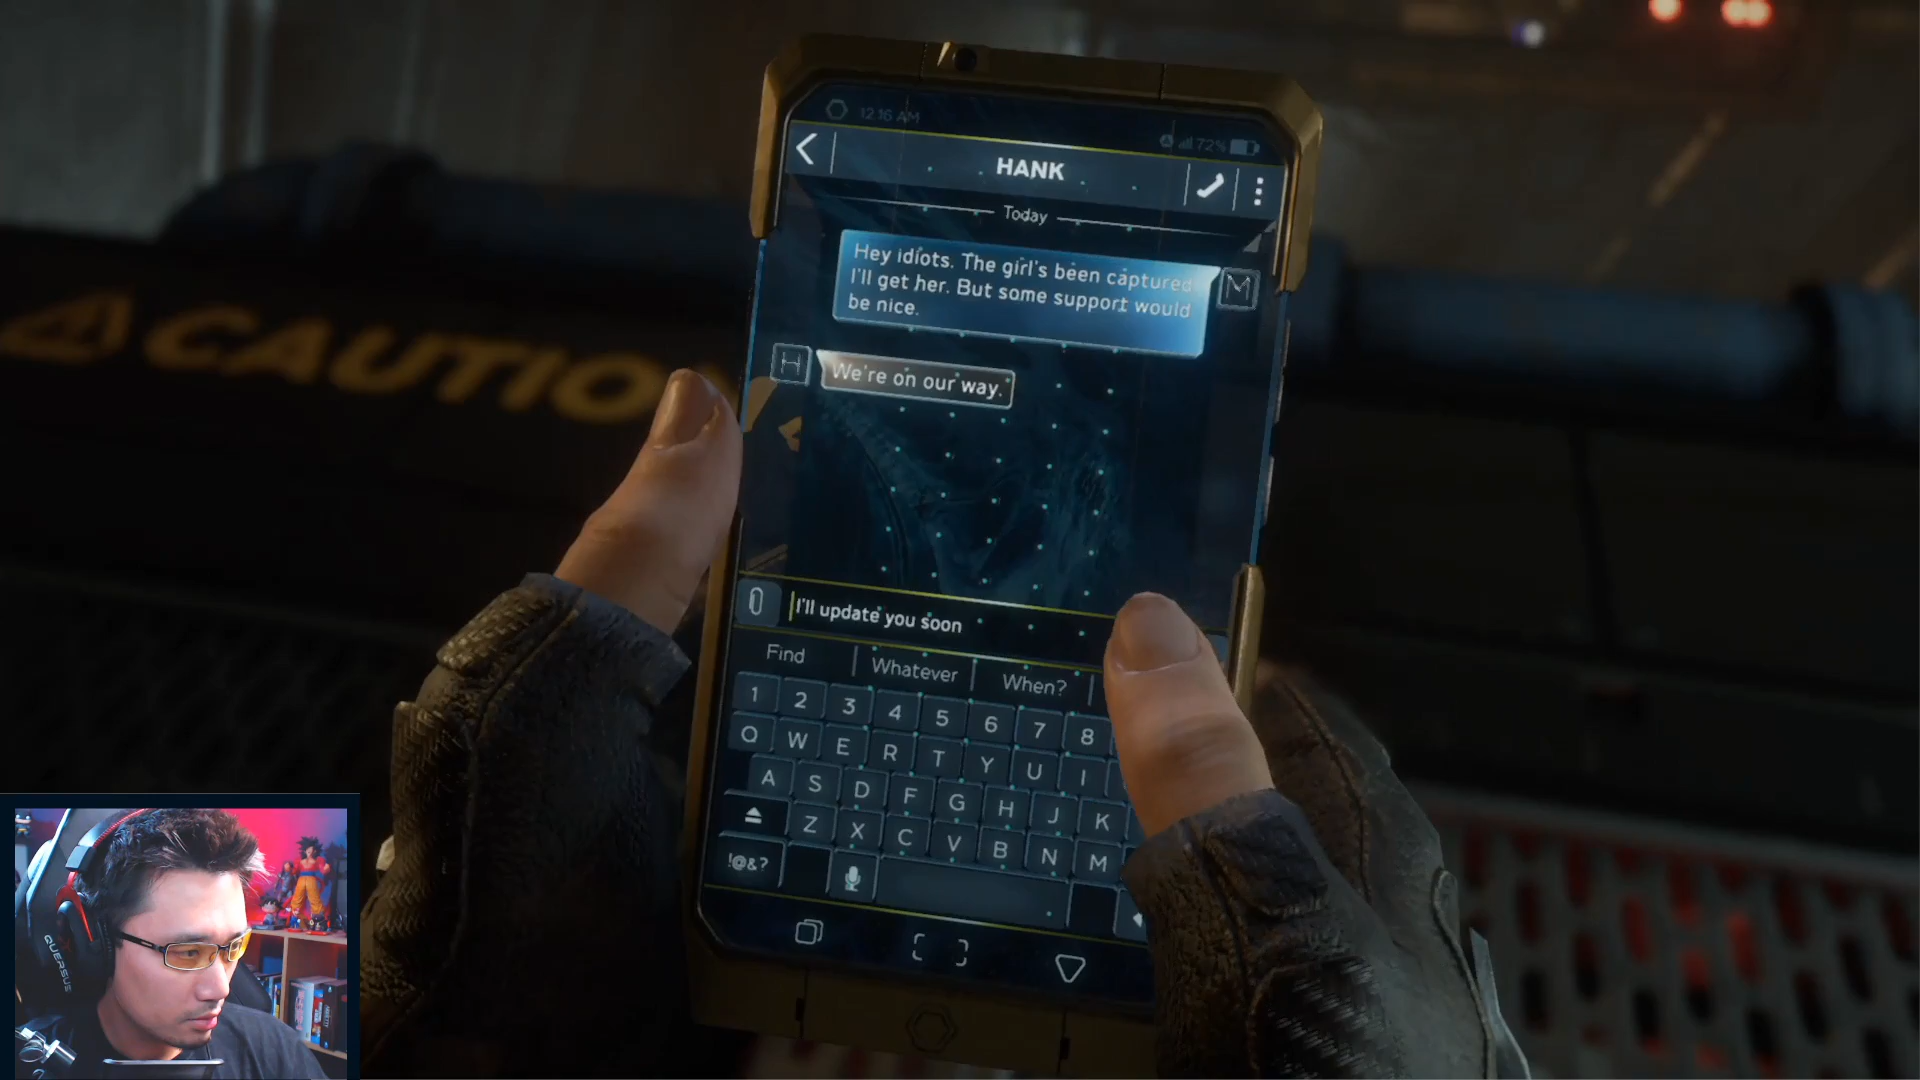 12:16 AM
72%
HANK
Today
Hey idiots. The girl's been captured
I'll get her. But some support would
be nice.
M
H
We're on our way.
CAUTION
I'll update you soon
Find Whatever When?
1 2 3 4 5 6 7 8
Q W E R T Y U I
A S D F G H J K
Z X C V B N M
!@&?